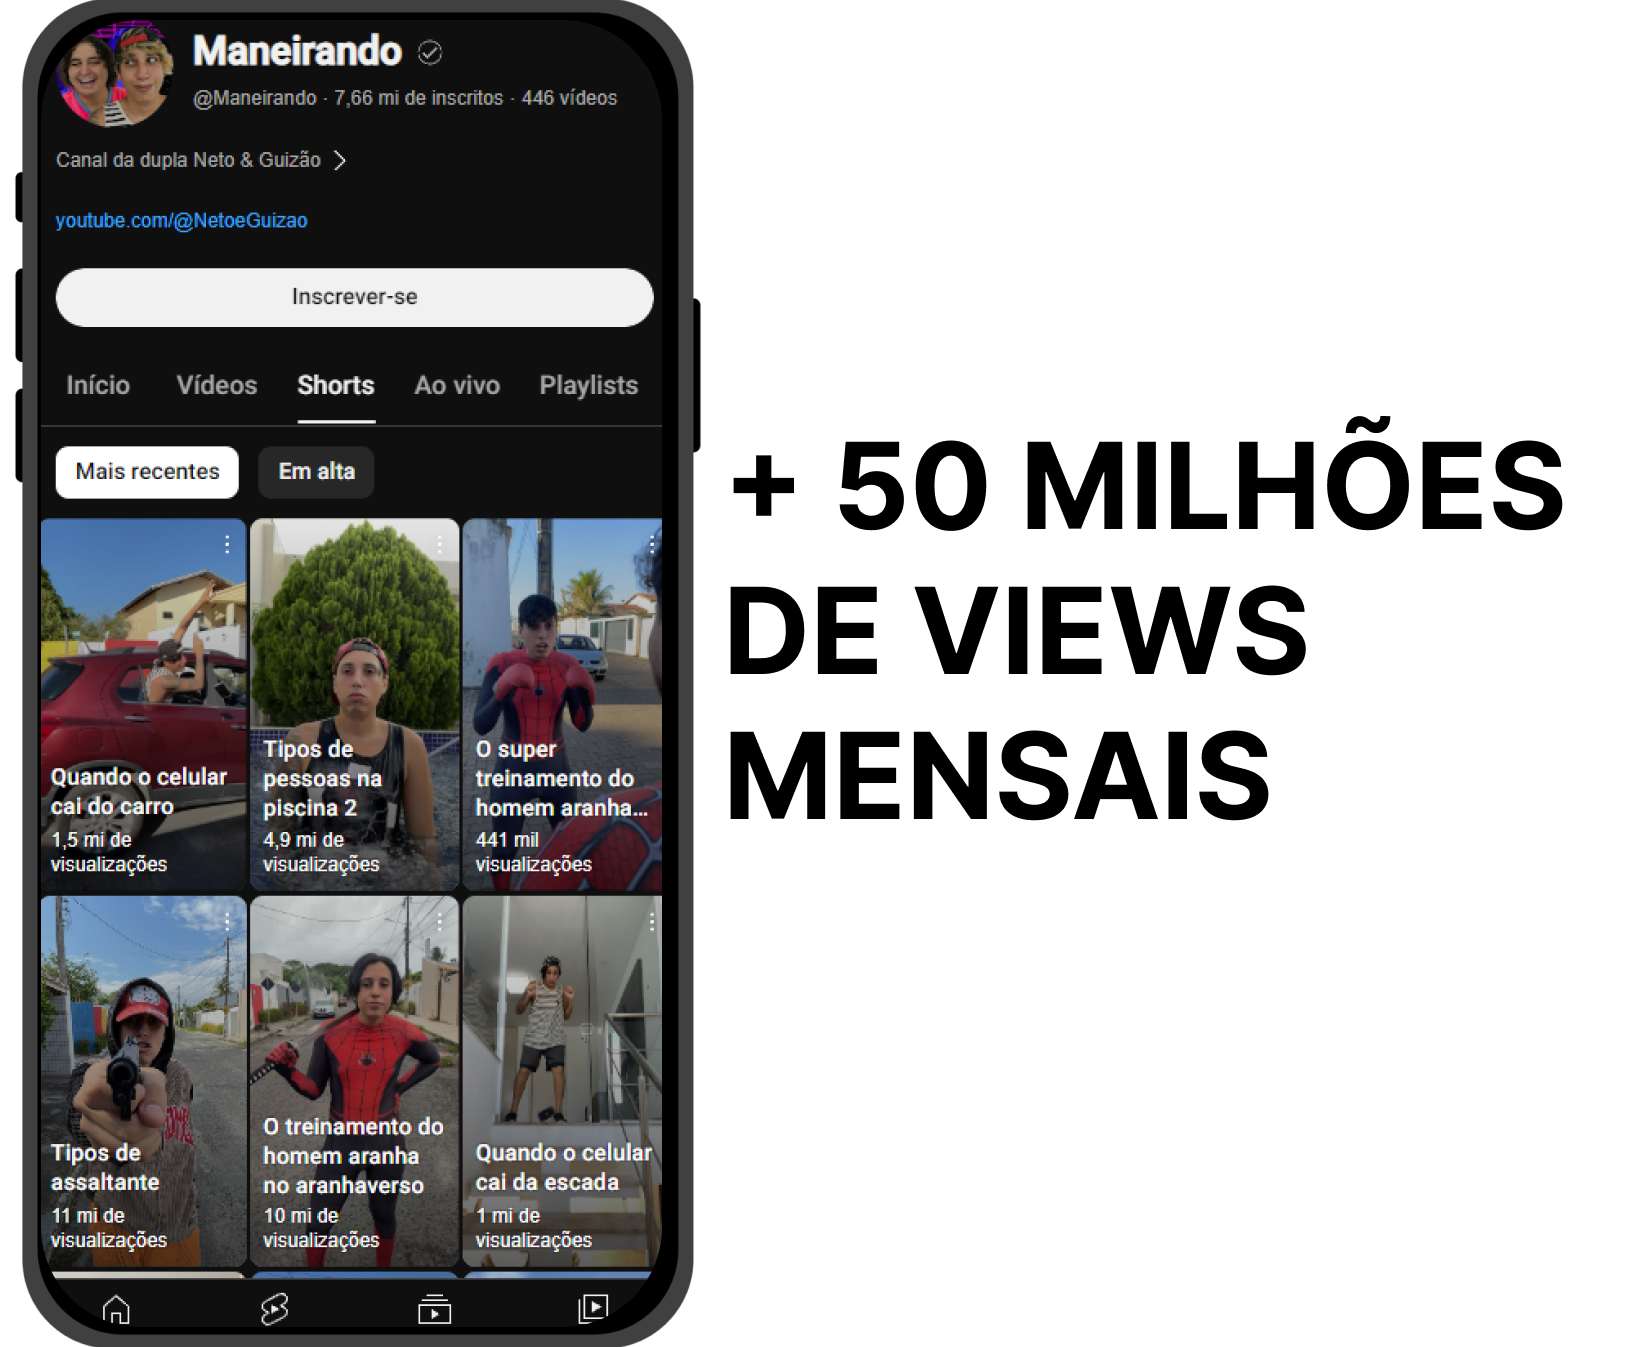 Maneirando
@Maneirando · 7,66 mi de inscritos · 446 vídeos
Canal da dupla Neto & Guizão
youtube.com/@NetoeGuizao
Inscrever-se
Início Vídeos Shorts Ao vivo Playlists
Mais recentes Em alta
Quando o celular
cai do carro
1,5 mi de
visualizações
Tipos de
pessoas na
piscina 2
4,9 mi de
visualizações
O super
treinamento do
homem aranha...
441 mil
visualizações
Tipos de
assaltante
11 mi de
visualizações
O treinamento do
homem aranha
no aranhaverso
10 mi de
visualizações
Quando o celular
cai da escada
1 mi de
visualizações
+ 50 MILHÕES
DE VIEWS
MENSAIS